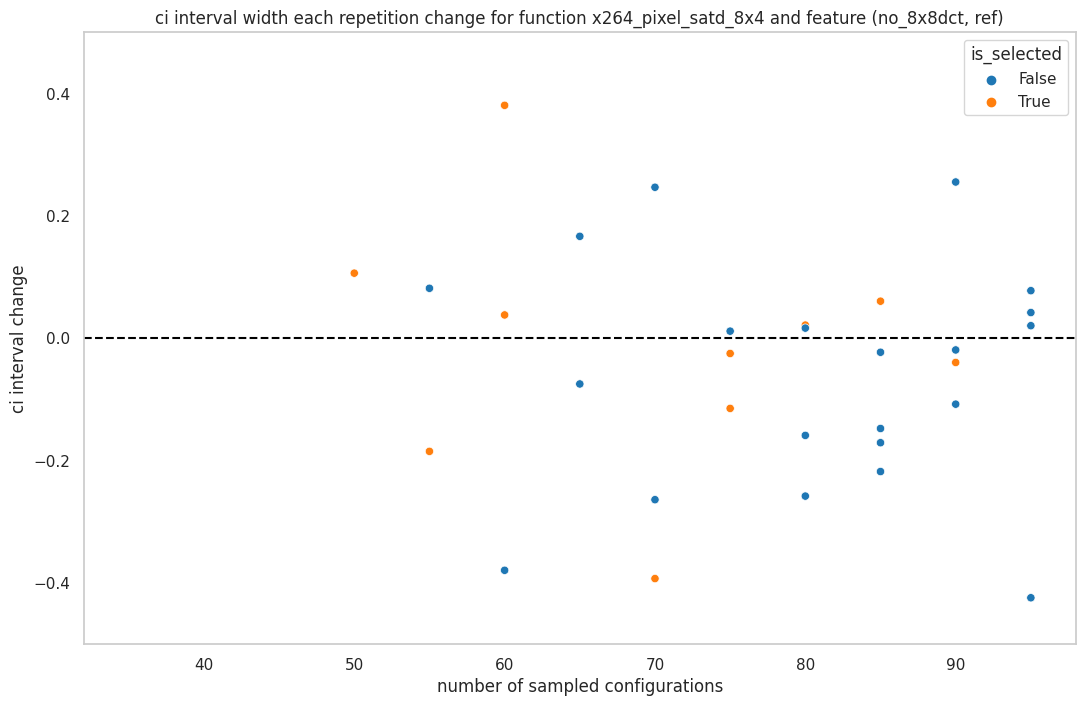 ci interval width each repetition change for function x264_pixel_satd_8x4 and feature (no_8x8dct, ref)
is_selected
False
True
0.4
0.2
0.0
−0.2
−0.4
ci interval change
40 50 60 70 80 90
number of sampled configurations